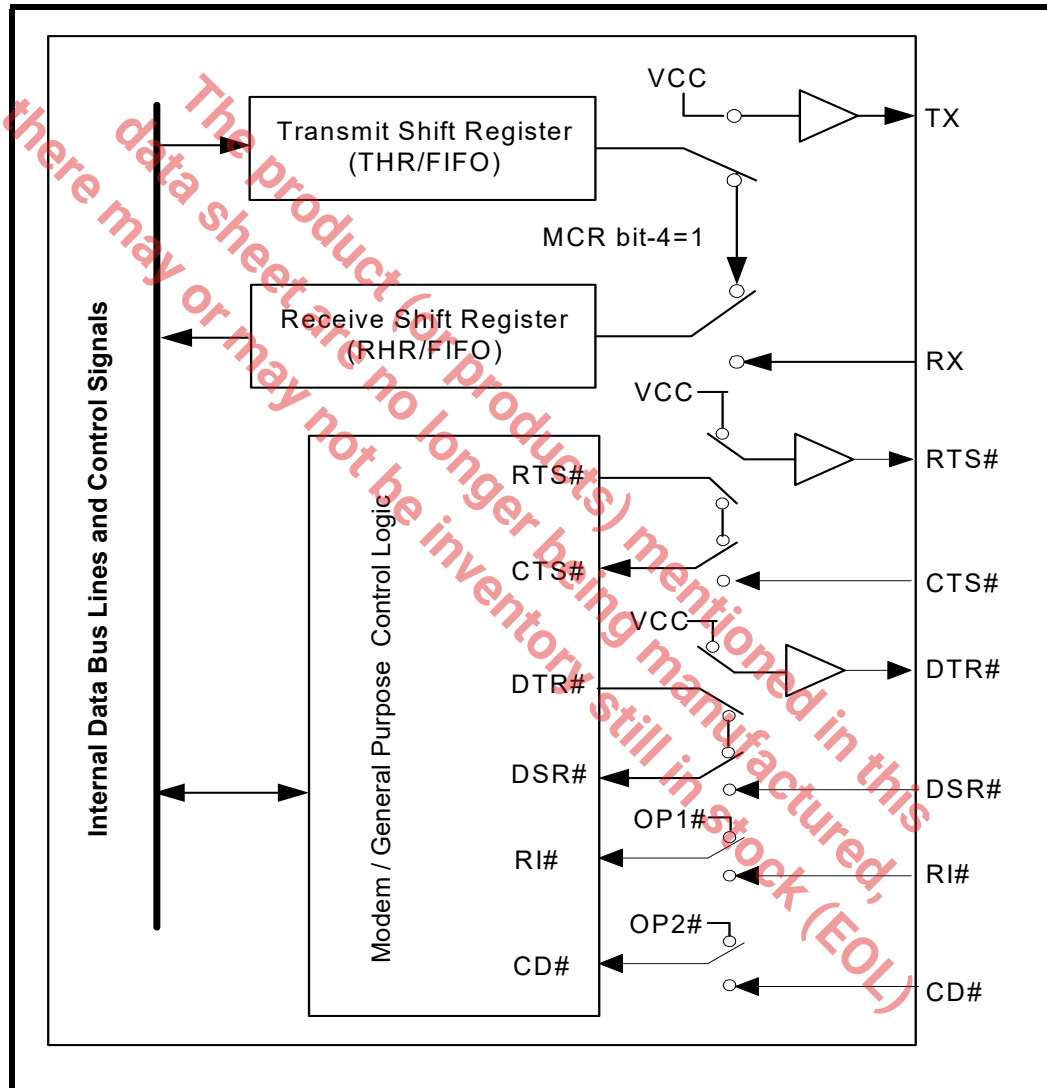 VCC
TX
Transmit Shift Register
(THR/FIFO)
MCR bit-4=1
Receive Shift Register
(RHR/FIFO)
RX
VCC
RTS#
RTS#
CTS#
CTS#
VCC
DTR#
DTR#
DSR#
DSR#
OP1#
RI#
RI#
OP2#
CD#
CD#
Internal Data Bus Lines and Control Signals
Modem / General Purpose Control Logic
The product (or products) mentioned in this
data sheet are no longer being manufactured,
there may or may not be inventory still in stock (EOL)